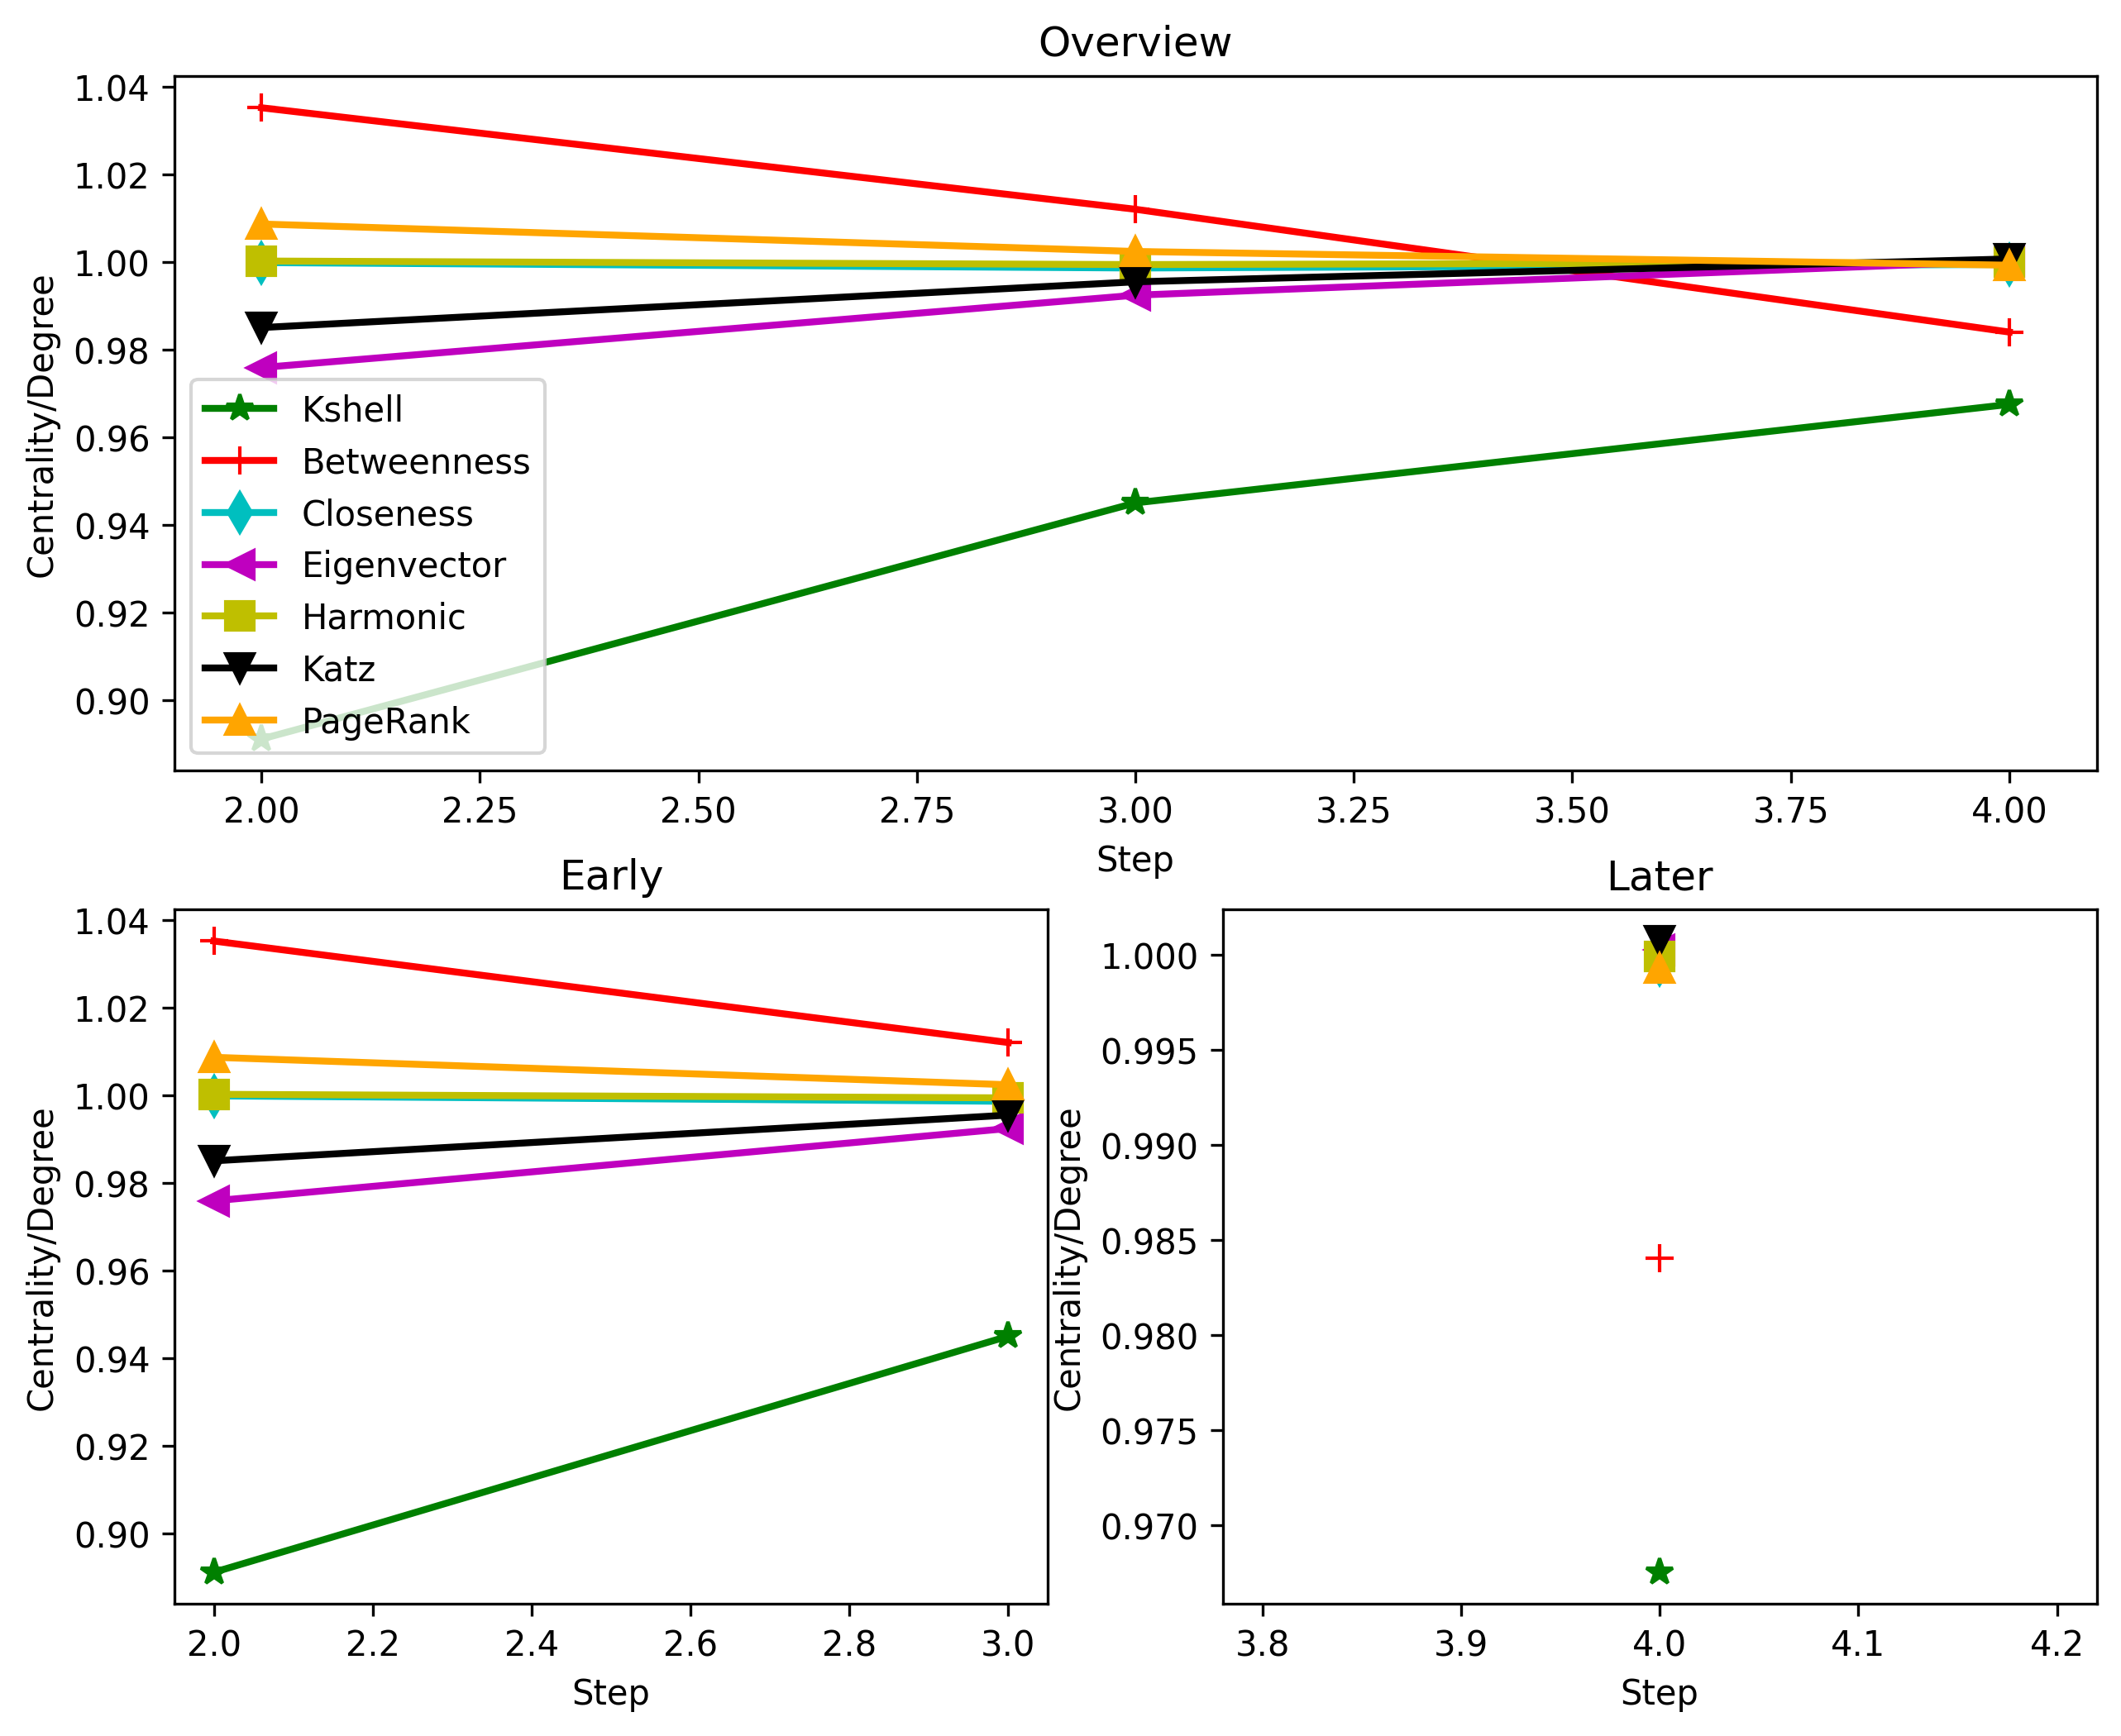 Overview
Centrality/Degree
1.04
1.02
1.00
0.98
0.96
0.94
0.92
0.90
Kshell
Betweenness
Closeness
Eigenvector
Harmonic
Katz
PageRank
2.00 2.25 2.50 2.75 3.00 3.25 3.50 3.75 4.00
Step
Early
Centrality/Degree
1.04
1.02
1.00
0.98
0.96
0.94
0.92
0.90
2.0 2.2 2.4 2.6 2.8 3.0
Step
Later
Centrality/Degree
1.000
0.995
0.990
0.985
0.980
0.975
0.970
3.8 3.9 4.0 4.1 4.2
Step